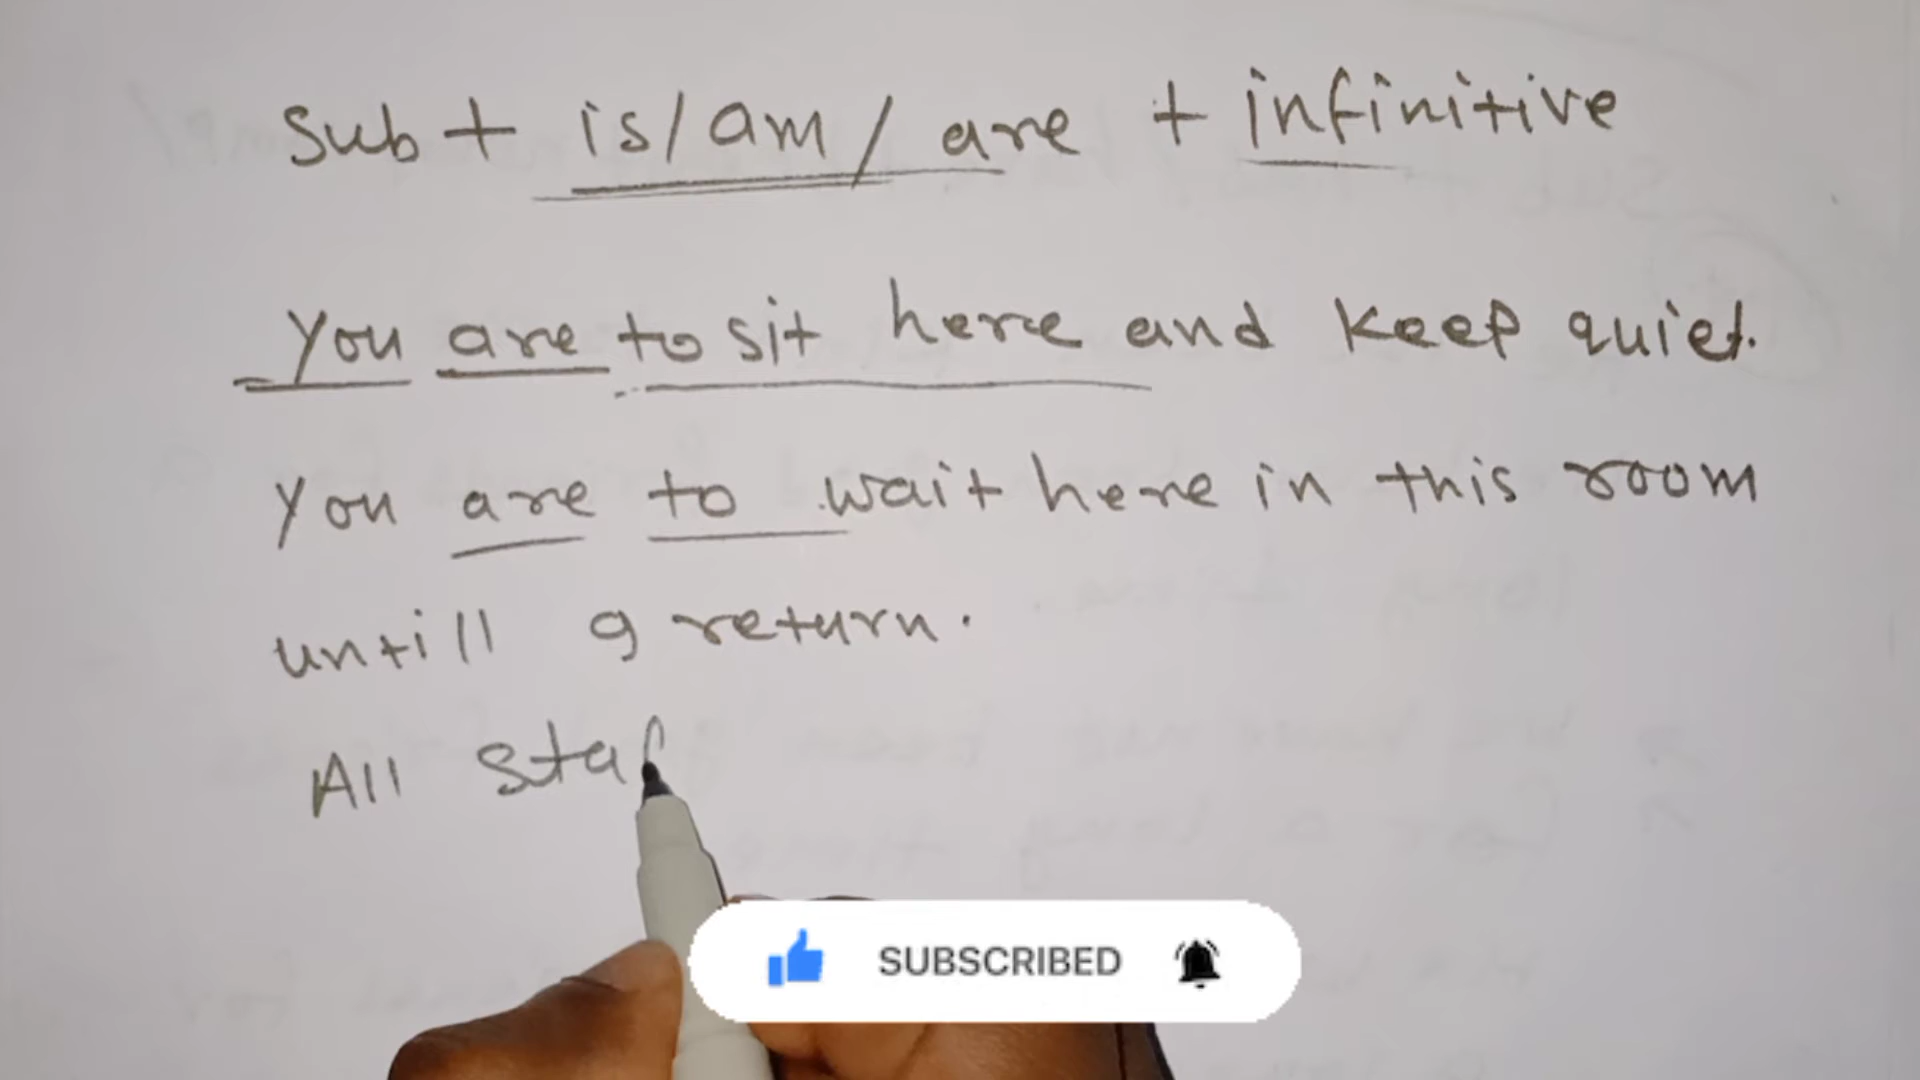 Sub + is/am/are + infinitive
you are to sit here and keep quiet.
you are to wait here in this room
untill I return.
All staf
SUBSCRIBED